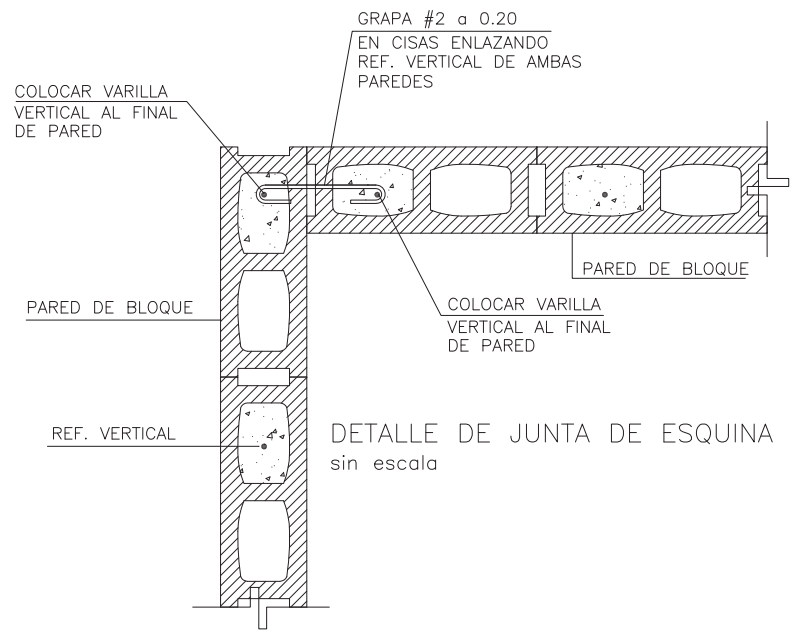 GRAPA #2 a 0.20
EN CISAS ENLAZANDO
REF. VERTICAL DE AMBAS
PAREDES
COLOCAR VARILLA
VERTICAL AL FINAL
DE PARED
PARED DE BLOQUE
PARED DE BLOQUE
COLOCAR VARILLA
VERTICAL AL FINAL
DE PARED
REF. VERTICAL
DETALLE DE JUNTA DE ESQUINA
sin escala